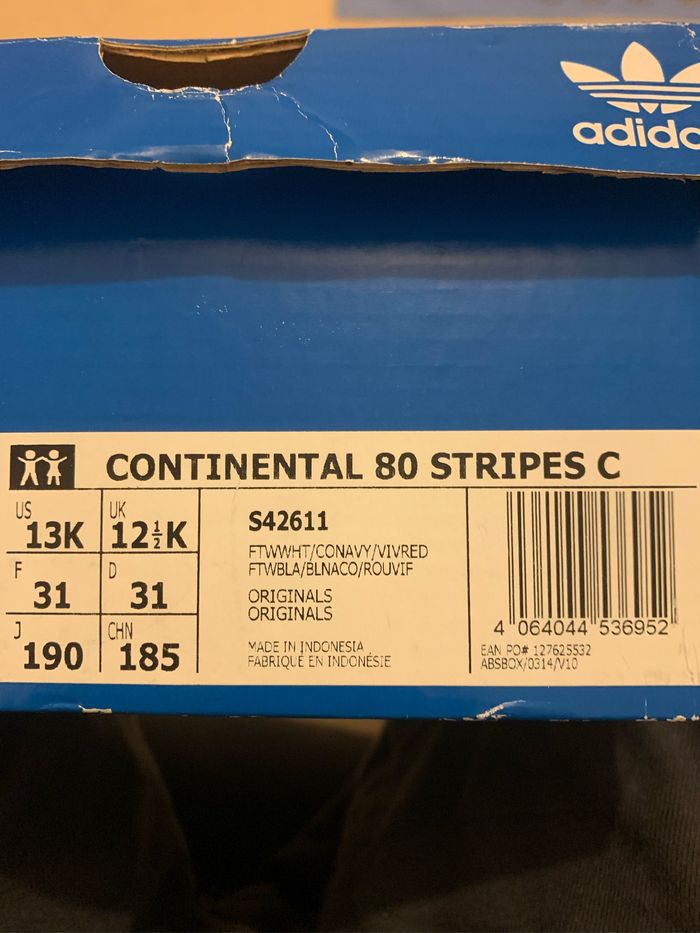 adidas
CONTINENTAL 80 STRIPES C
US
13K
UK
12½K
F
31
D
31
J
190
CHN
185
S42611
FTWWHT/CONAVY/VIVRED
FTWBLA/BLNACO/ROUVIF
ORIGINALS
ORIGINALS
MADE IN INDONESIA
FABRIQUÉ EN INDONÉSIE
4 064044 536952
EAN PO# 127625532
ABSBOX/0314/V10